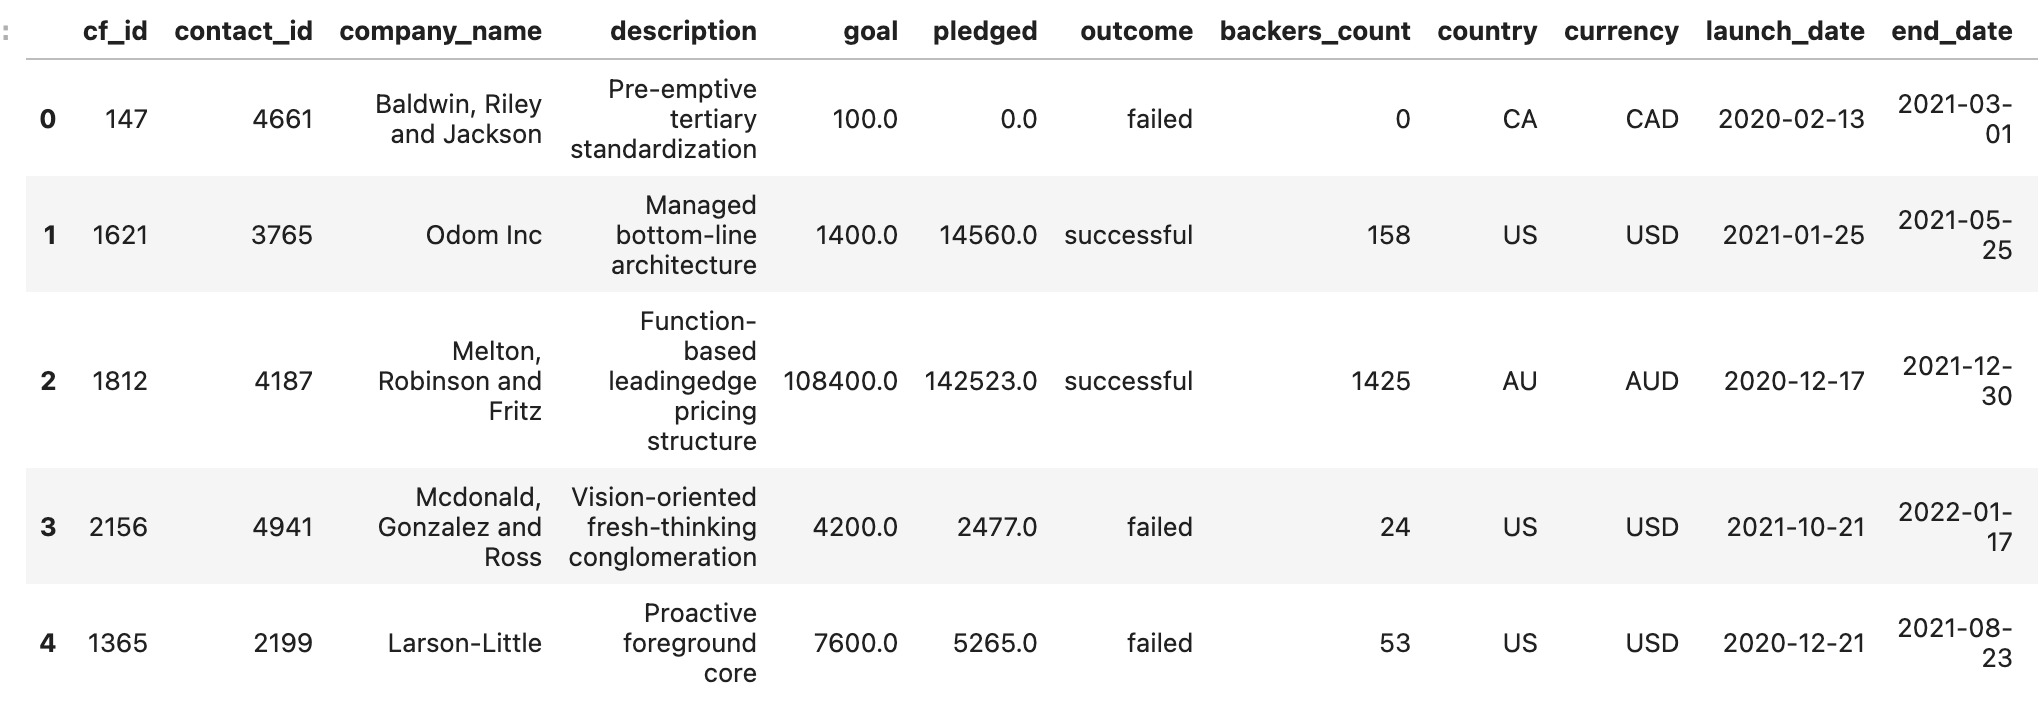 : cf_id contact_id company_name description goal pledged outcome backers_count country currency launch_date end_date
0 147 4661 Baldwin, Riley and Jackson Pre-emptive tertiary standardization 100.0 0.0 failed 0 CA CAD 2020-02-13 2021-03-01
1 1621 3765 Odom Inc Managed bottom-line architecture 1400.0 14560.0 successful 158 US USD 2021-01-25 2021-05-25
2 1812 4187 Melton, Robinson and Fritz Function-based leadingedge pricing structure 108400.0 142523.0 successful 1425 AU AUD 2020-12-17 2021-12-30
3 2156 4941 Mcdonald, Gonzalez and Ross Vision-oriented fresh-thinking conglomeration 4200.0 2477.0 failed 24 US USD 2021-10-21 2022-01-17
4 1365 2199 Larson-Little Proactive foreground core 7600.0 5265.0 failed 53 US USD 2020-12-21 2021-08-23